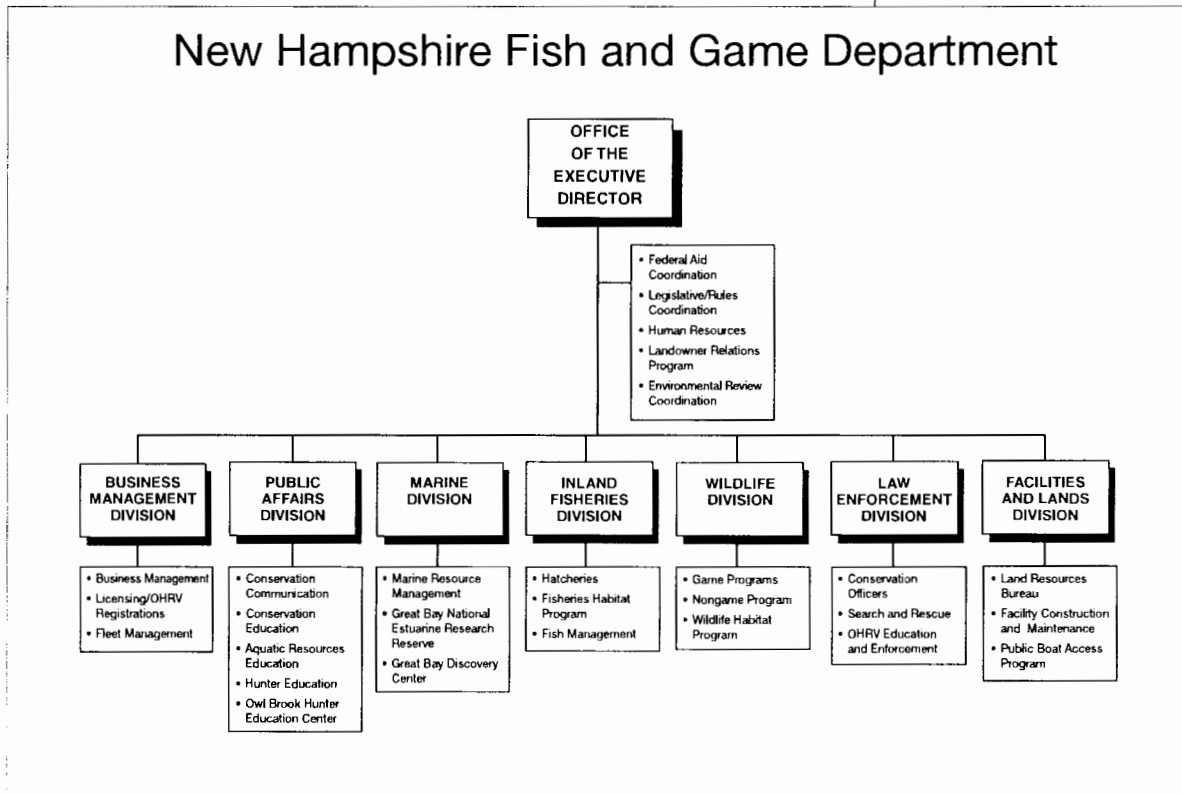 New Hampshire Fish and Game Department
OFFICE
OF THE
EXECUTIVE
DIRECTOR
• Federal Aid
Coordination
• Legislative/Rules
Coordination
• Human Resources
• Landowner Relations
Program
• Environmental Review
Coordination
BUSINESS
MANAGEMENT
DIVISION
• Business Management
• Licensing/OHRV
Registrations
• Fleet Management
PUBLIC
AFFAIRS
DIVISION
• Conservation
Communication
• Conservation
Education
• Aquatic Resources
Education
• Hunter Education
• Owl Brook Hunter
Education Center
MARINE
DIVISION
• Marine Resource
Management
• Great Bay National
Estuarine Research
Reserve
• Great Bay Discovery
Center
INLAND
FISHERIES
DIVISION
• Hatcheries
• Fisheries Habitat
Program
• Fish Management
WILDLIFE
DIVISION
• Game Programs
• Nongame Program
• Wildlife Habitat
Program
LAW
ENFORCEMENT
DIVISION
• Conservation
Officers
• Search and Rescue
• OHRV Education
and Enforcement
FACILITIES
AND LANDS
DIVISION
• Land Resources
Bureau
• Facility Construction
and Maintenance
• Public Boat Access
Program